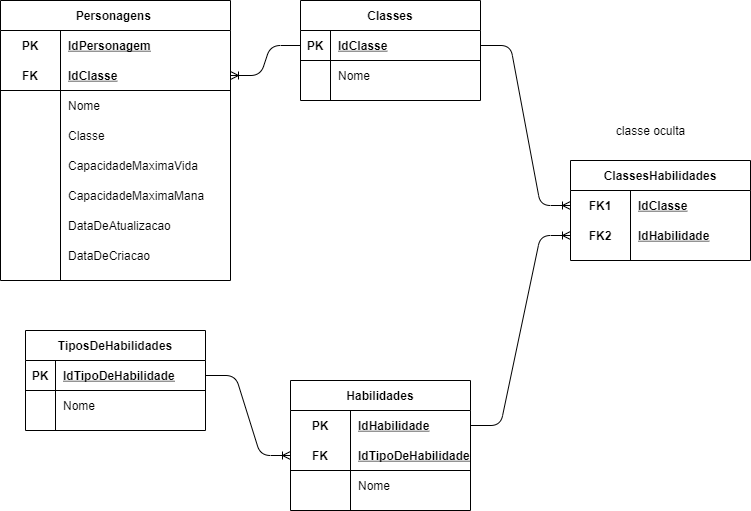 Personagens
PK IdPersonagem
FK IdClasse
Nome
Classe
CapacidadeMaximaVida
CapacidadeMaximaMana
DataDeAtualizacao
DataDeCriacao
Classes
PK IdClasse
Nome
classe oculta
ClassesHabilidades
FK1 IdClasse
FK2 IdHabilidade
TiposDeHabilidades
PK IdTipoDeHabilidade
Nome
Habilidades
PK IdHabilidade
FK IdTipoDeHabilidade
Nome